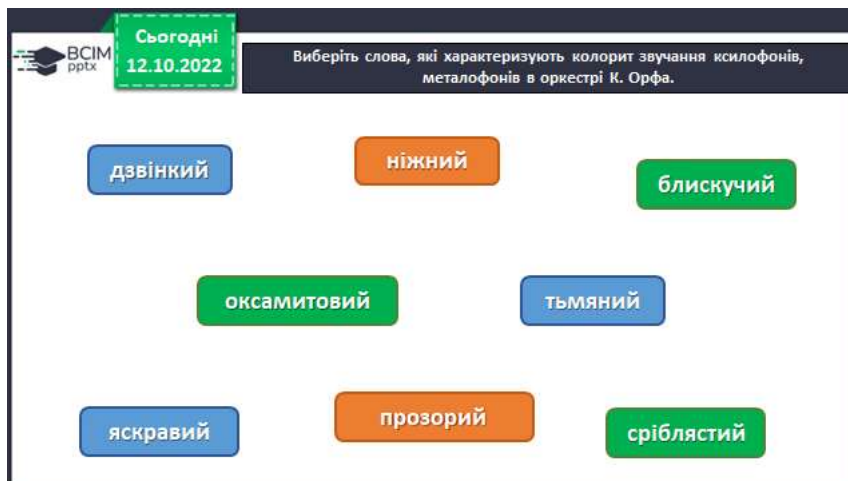 Сьогодні
12.10.2022
BCIM
pptx
Виберіть слова, які характеризують колорит звучання ксилофонів,
металофонів в оркестрі К. Орфа.
дзвінкий
ніжний
блискучий
оксамитовий
тьмяний
яскравий
прозорий
сріблястий